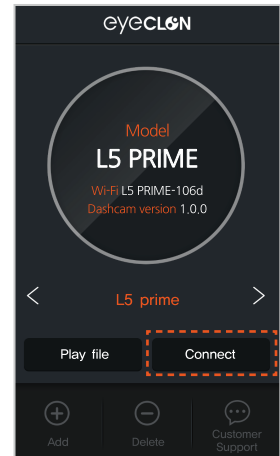 eyeCLON
Model
L5 PRIME
Wi-Fi L5 PRIME-106d
Dashcam version 1.0.0
L5 prime
Play file
Connect
Add
Delete
Customer
Support